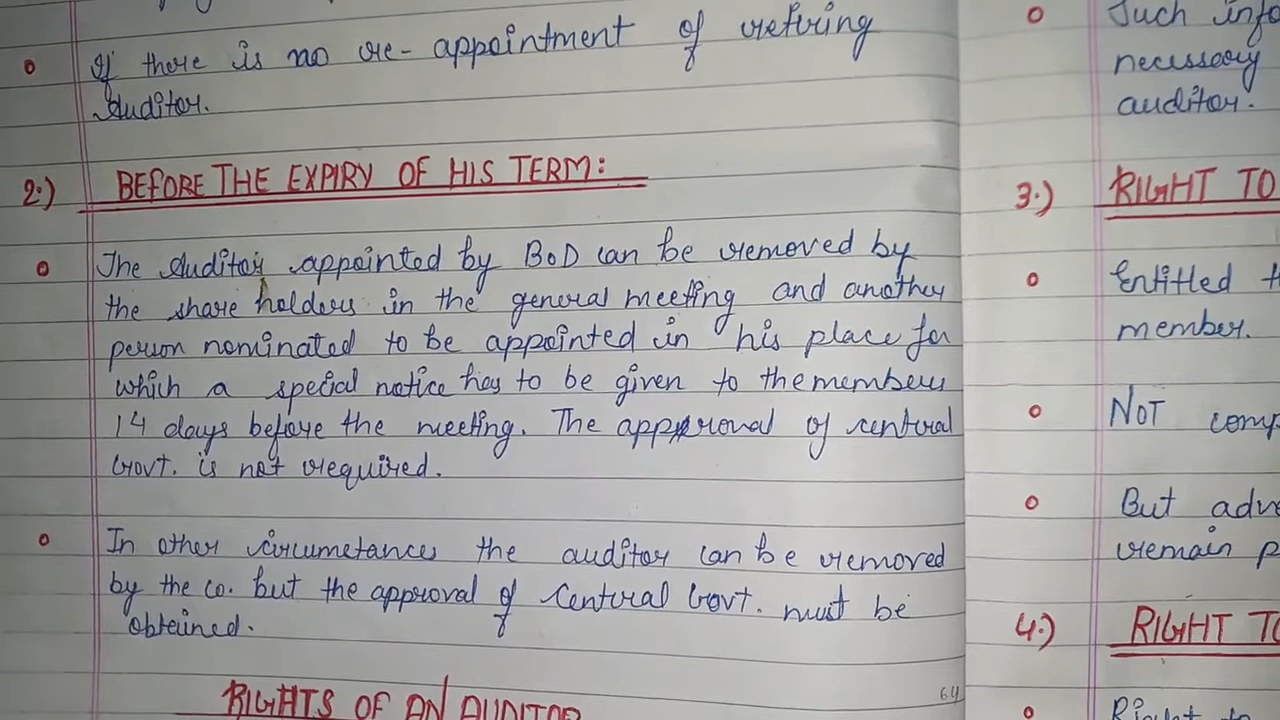 o If there is no re-appointment of retiring
Auditor.
2.) BEFORE THE EXPIRY OF HIS TERM:
o The Auditor appointed by BOD can be removed by
the share holders in the general meeting and another
person nominated to be appointed in his place for
which a special notice has to be given to the members
14 days before the meeting. The approval of central
Govt. is not required.
o In other circumetances the auditor can be removed
by the co. but the approval of Central Govt. must be
obtained.
RIGHTS OF AN AUDITOR
64
o Such info
necessary
auditor.
3.) RIGHT TO
o Entitled t
member.
o NOT comp
o But adv
remain p
4.) RIGHT TO
o Right to